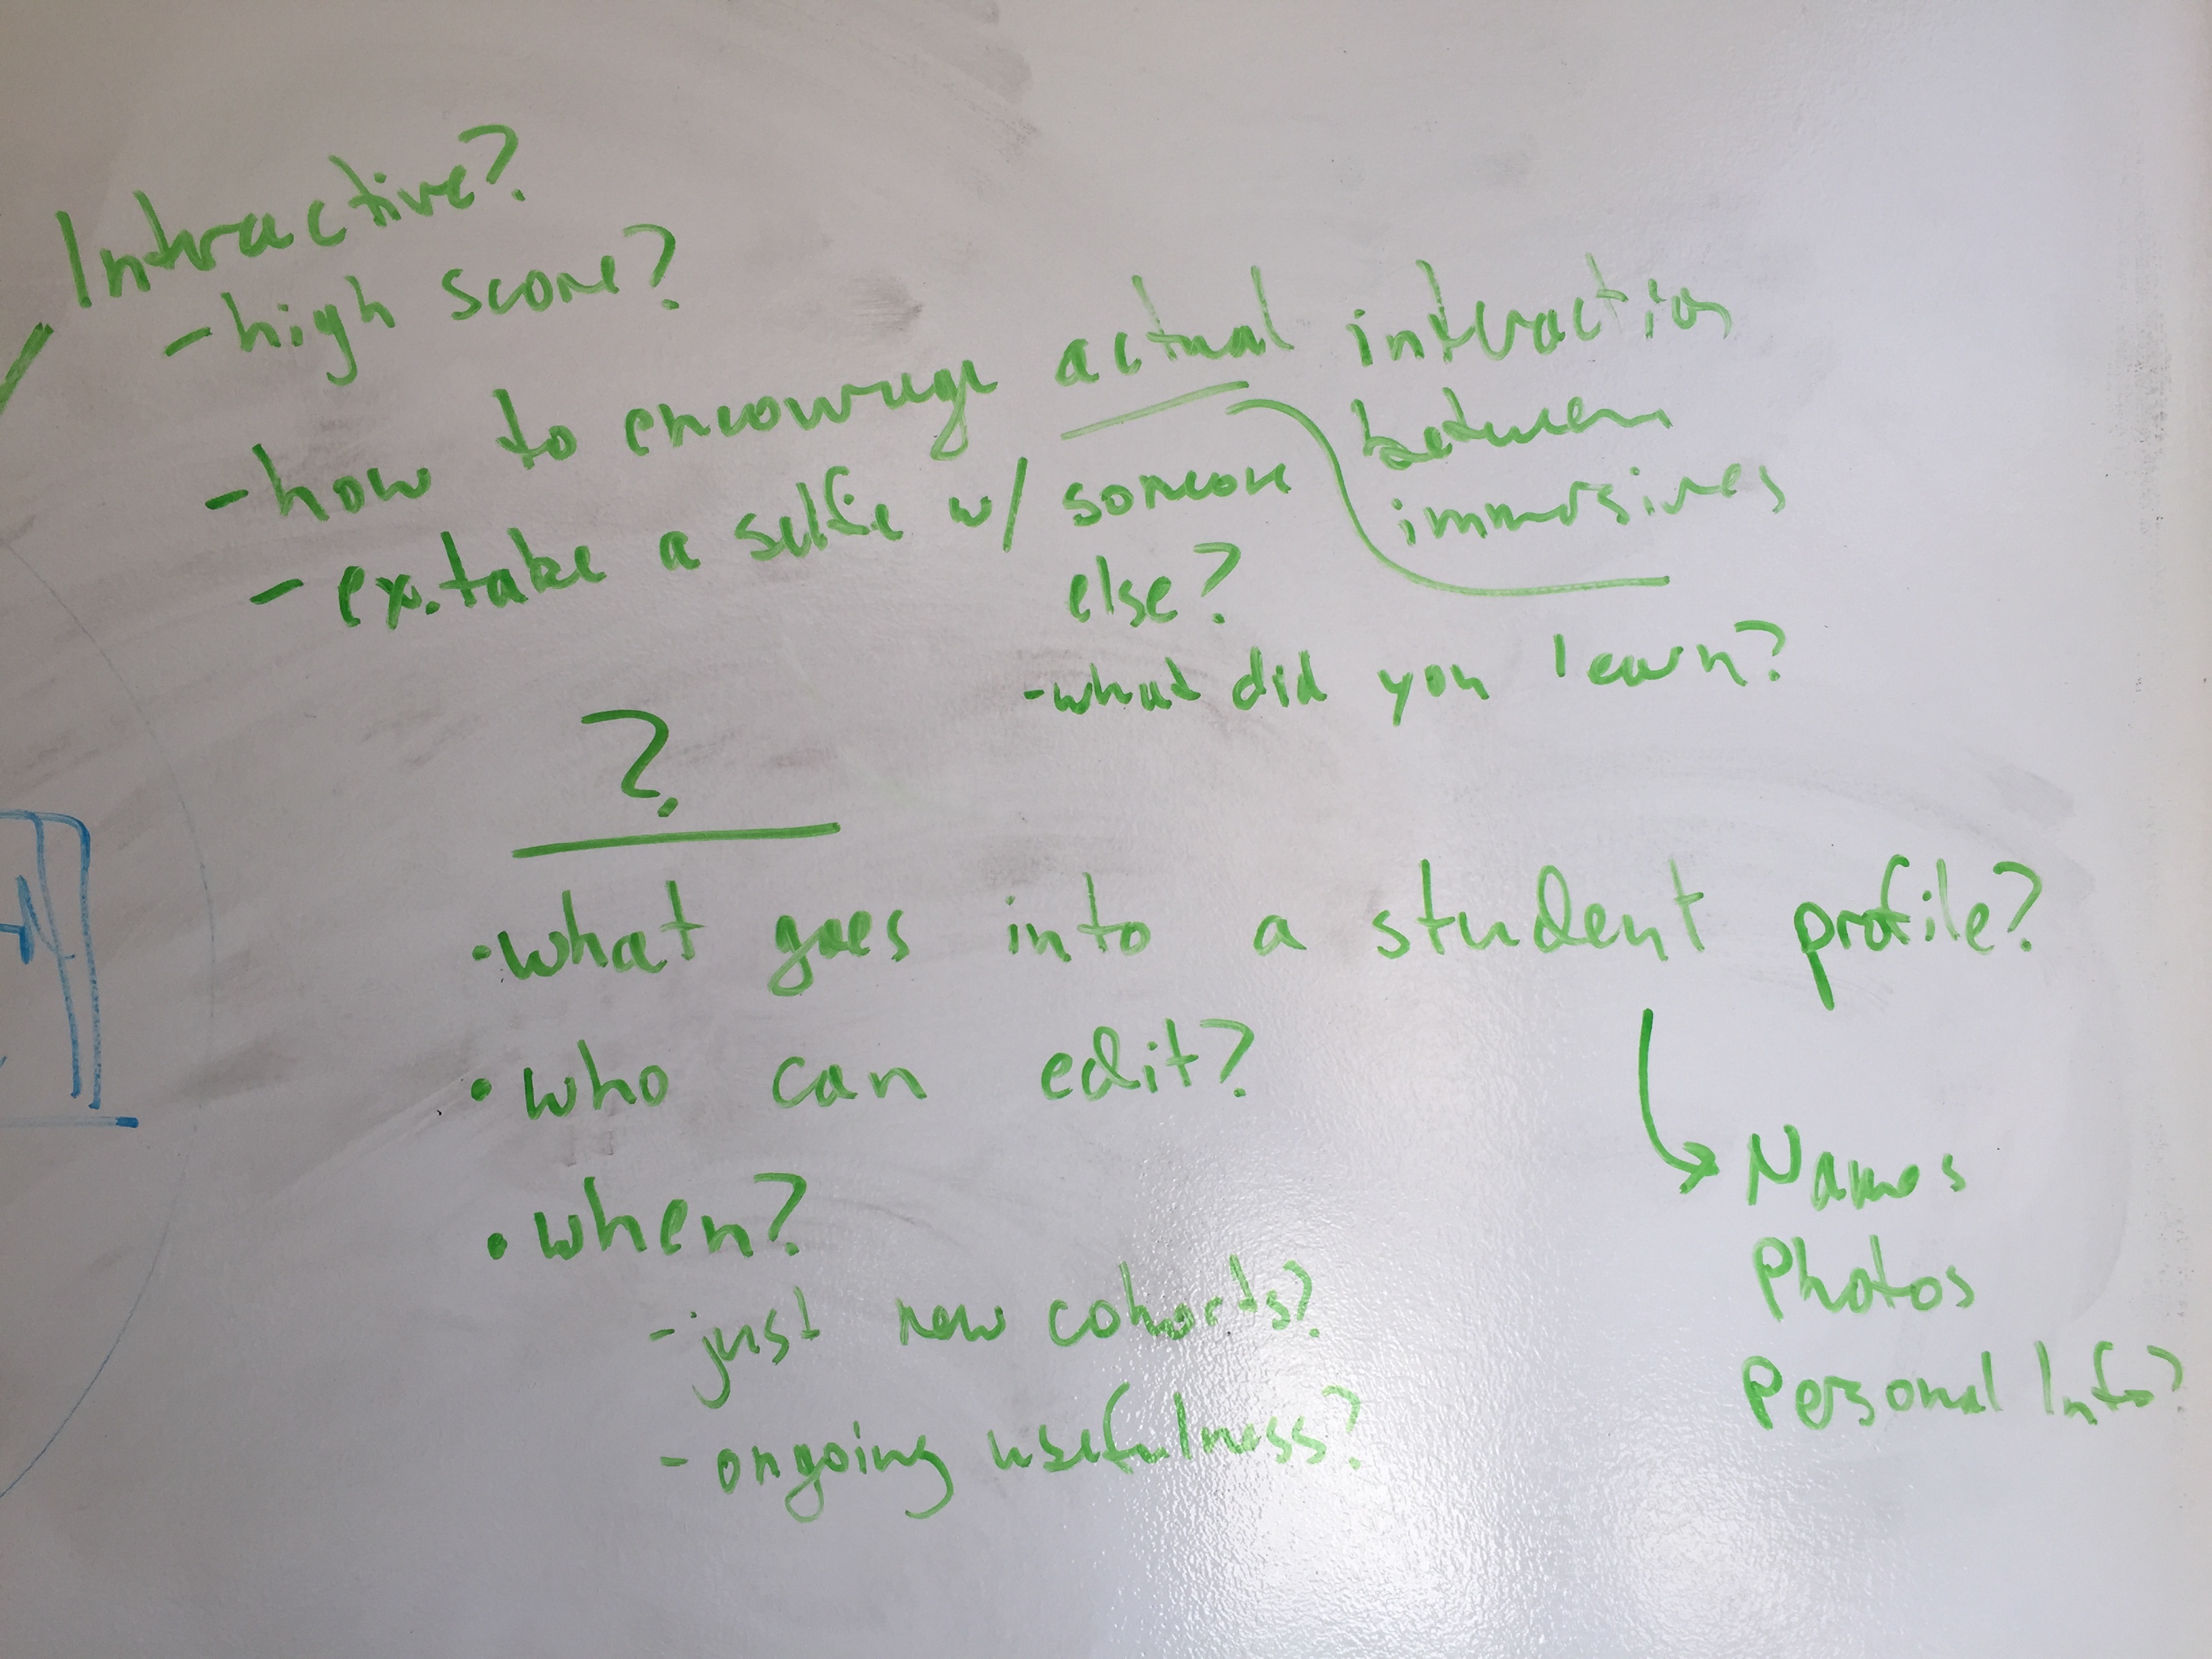 Interactive?
- high score?
- how to encourage actual interaction
between
immersives
- ex. take a selfie w/ someone
else?
- what did you learn?
?
• what goes into a student profile?
Names
Photos
Personal Info?
• who can edit?
• when?
- just new cohorts?
- ongoing usefulness?